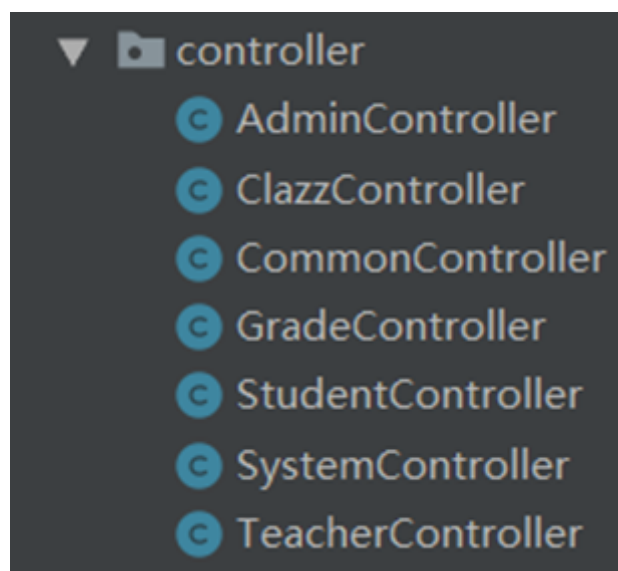 controller
C AdminController
C ClazzController
C CommonController
C GradeController
C StudentController
C SystemController
C TeacherController